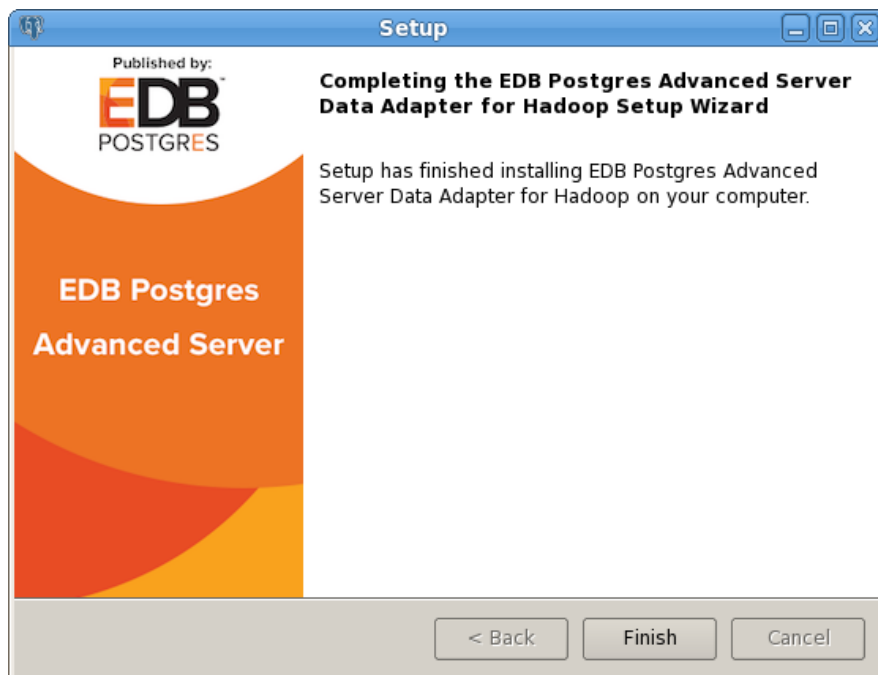 Setup
Published by:
EDB
POSTGRES
EDB Postgres
Advanced Server
Completing the EDB Postgres Advanced Server
Data Adapter for Hadoop Setup Wizard
Setup has finished installing EDB Postgres Advanced
Server Data Adapter for Hadoop on your computer.
< Back
Finish
Cancel